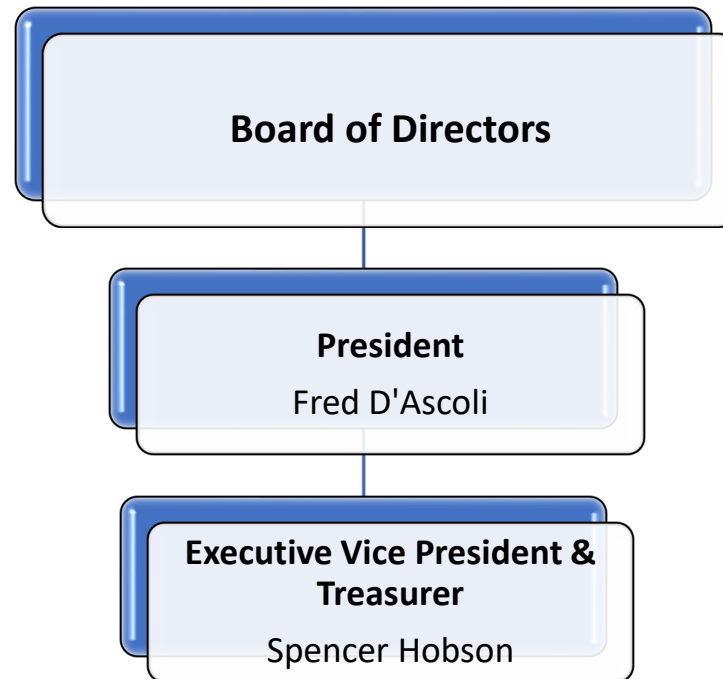 Board of Directors
President
Fred D'Ascoli
Executive Vice President &
Treasurer
Spencer Hobson